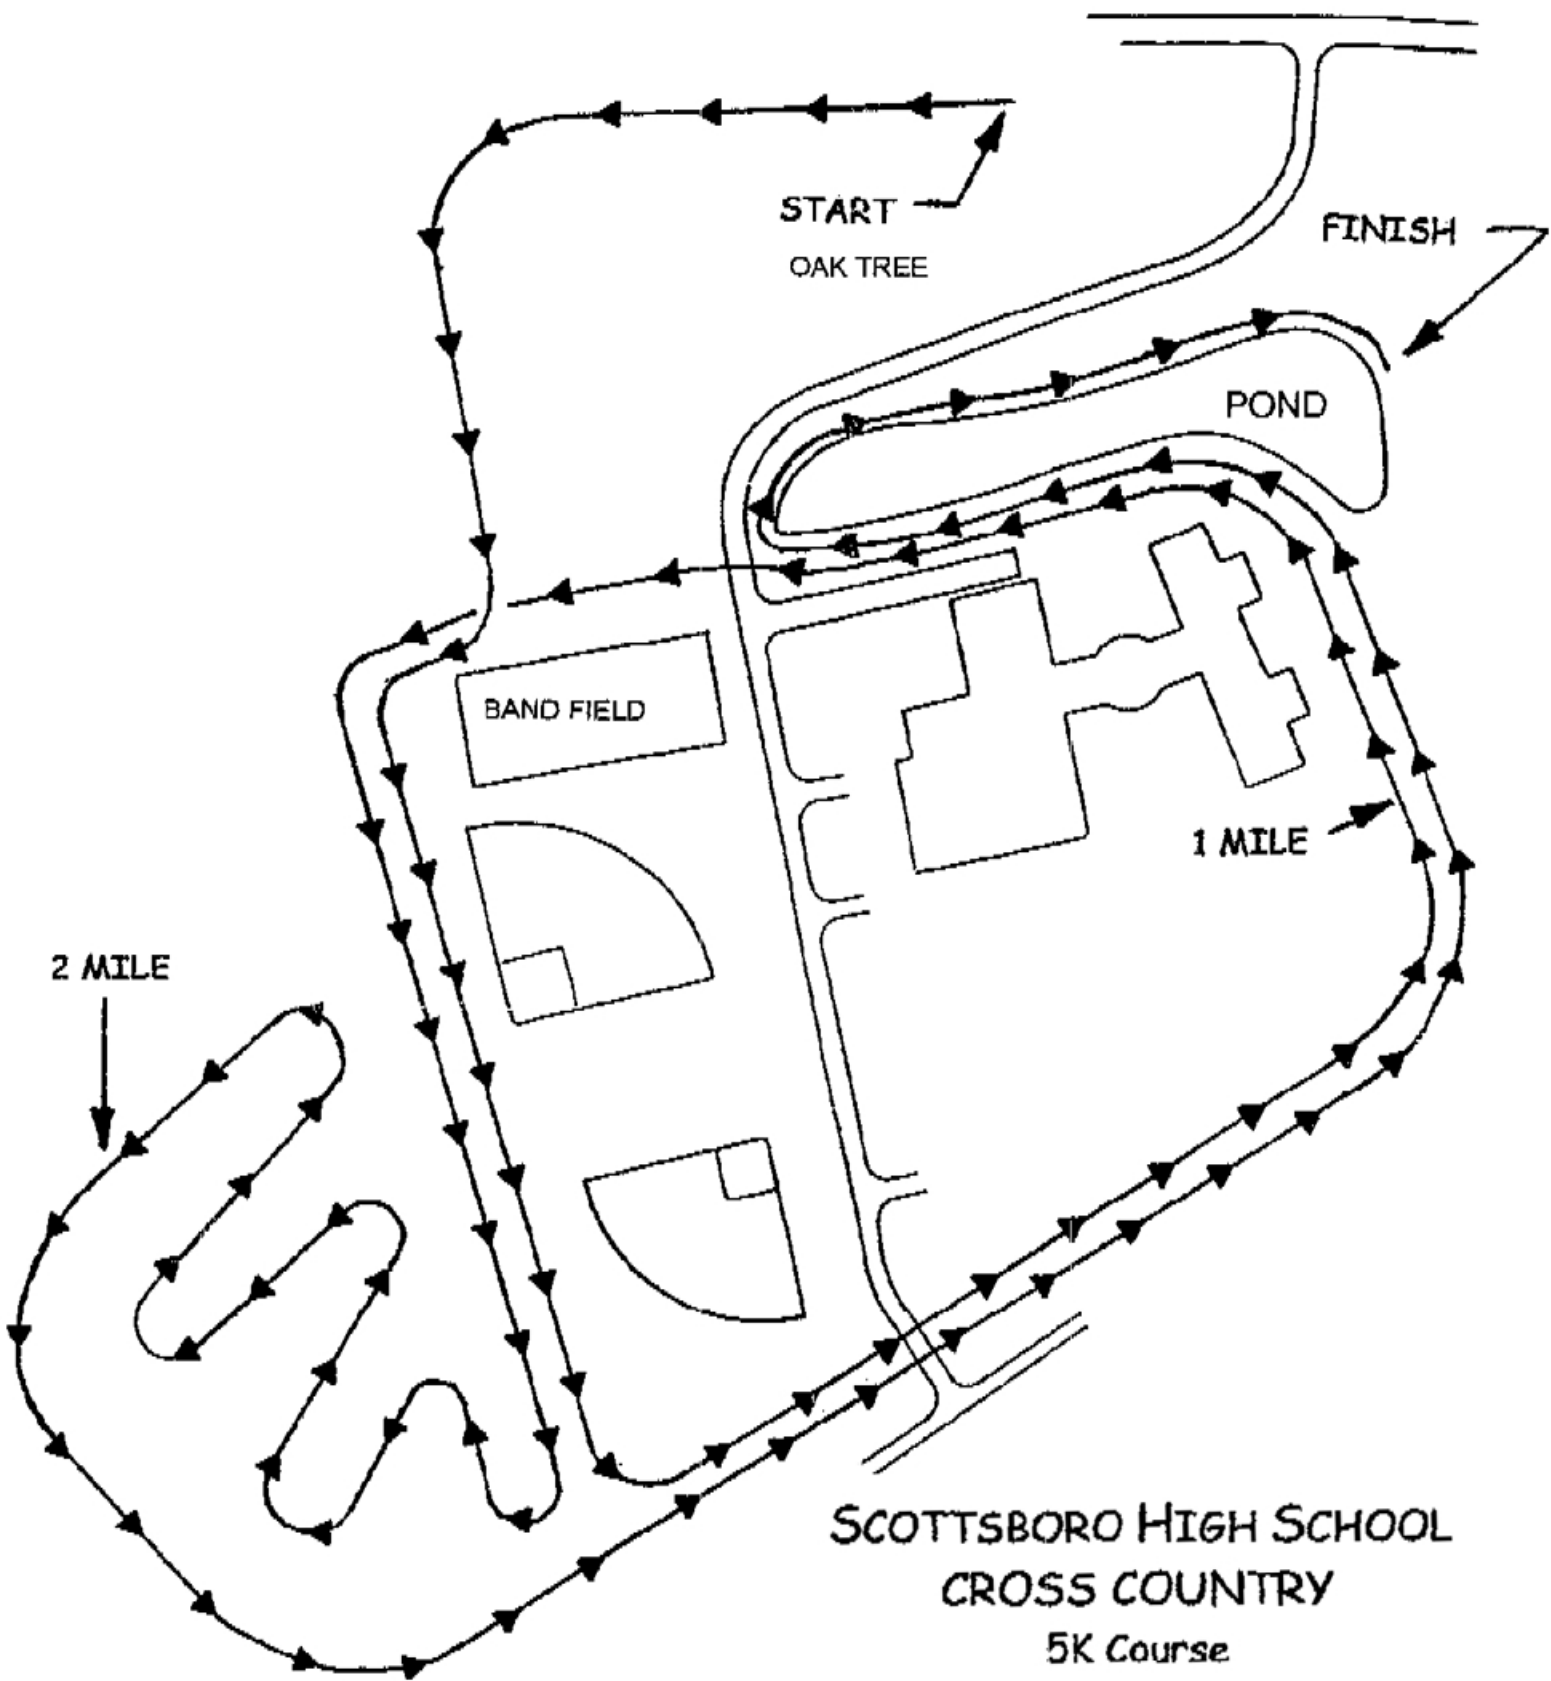 START
OAK TREE
FINISH
POND
BAND FIELD
1 MILE
2 MILE
SCOTTSBORO HIGH SCHOOL
CROSS COUNTRY
5K Course